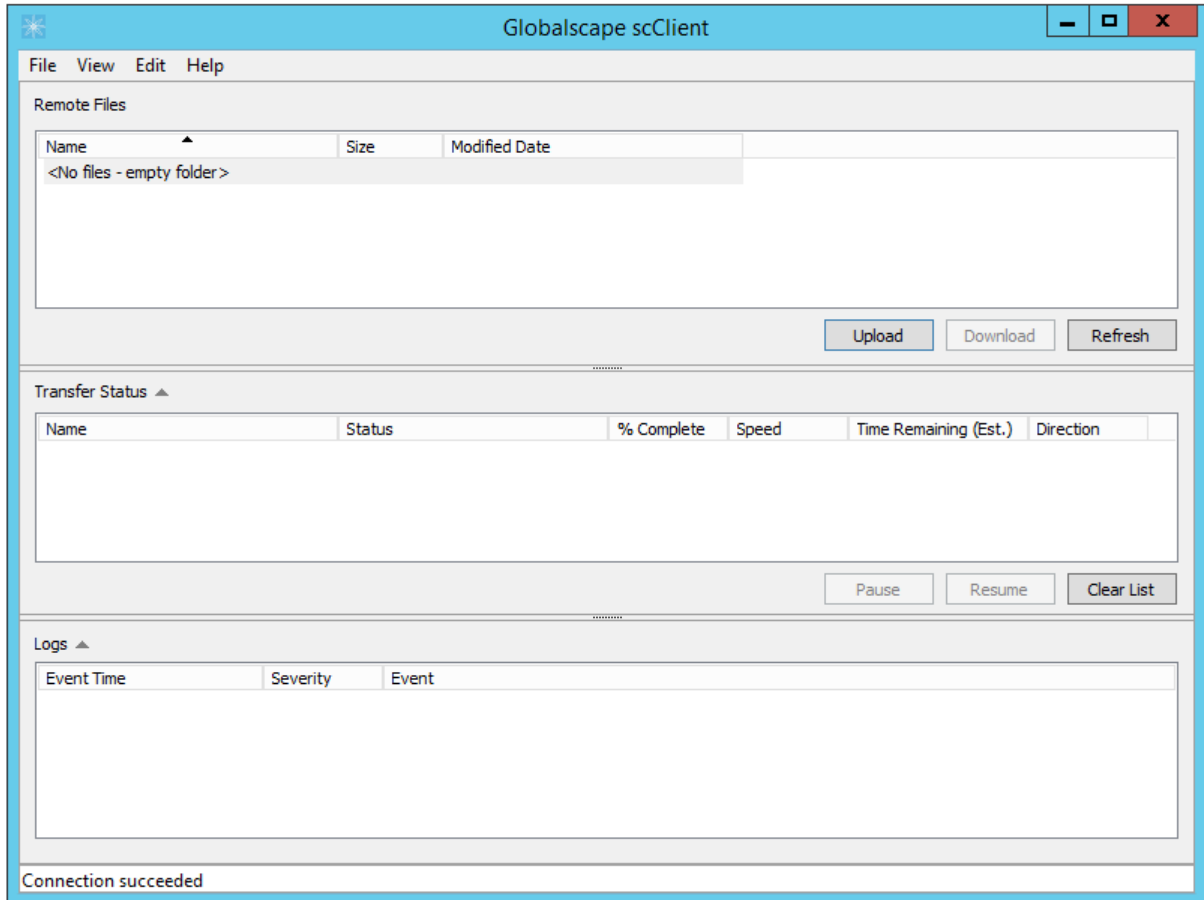 Globalscape scClient
File View Edit Help
Remote Files
Name Size Modified Date
<No files - empty folder>
Upload Download Refresh
Transfer Status
Name Status % Complete Speed Time Remaining (Est.) Direction
Pause Resume Clear List
Logs
Event Time Severity Event
Connection succeeded